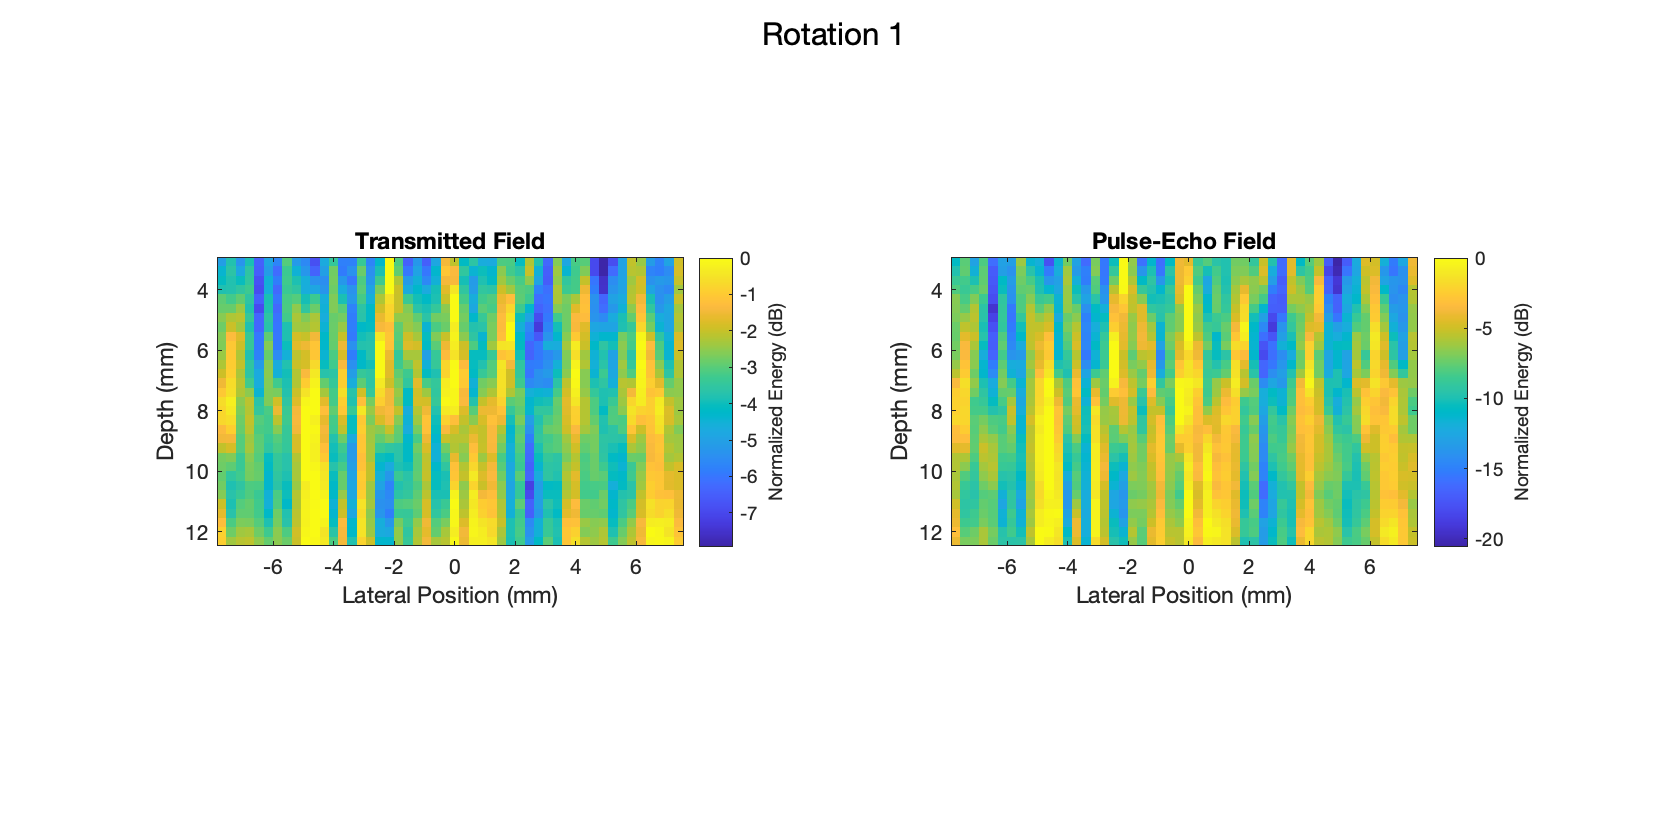 Rotation 1
Transmitted Field
4
6
8
10
12
Depth (mm)
-6 -4 -2 0 2 4 6
Lateral Position (mm)
0
-1
-2
-3
-4
-5
-6
-7
Normalized Energy (dB)
Pulse-Echo Field
4
6
8
10
12
Depth (mm)
-6 -4 -2 0 2 4 6
Lateral Position (mm)
0
-5
-10
-15
-20
Normalized Energy (dB)